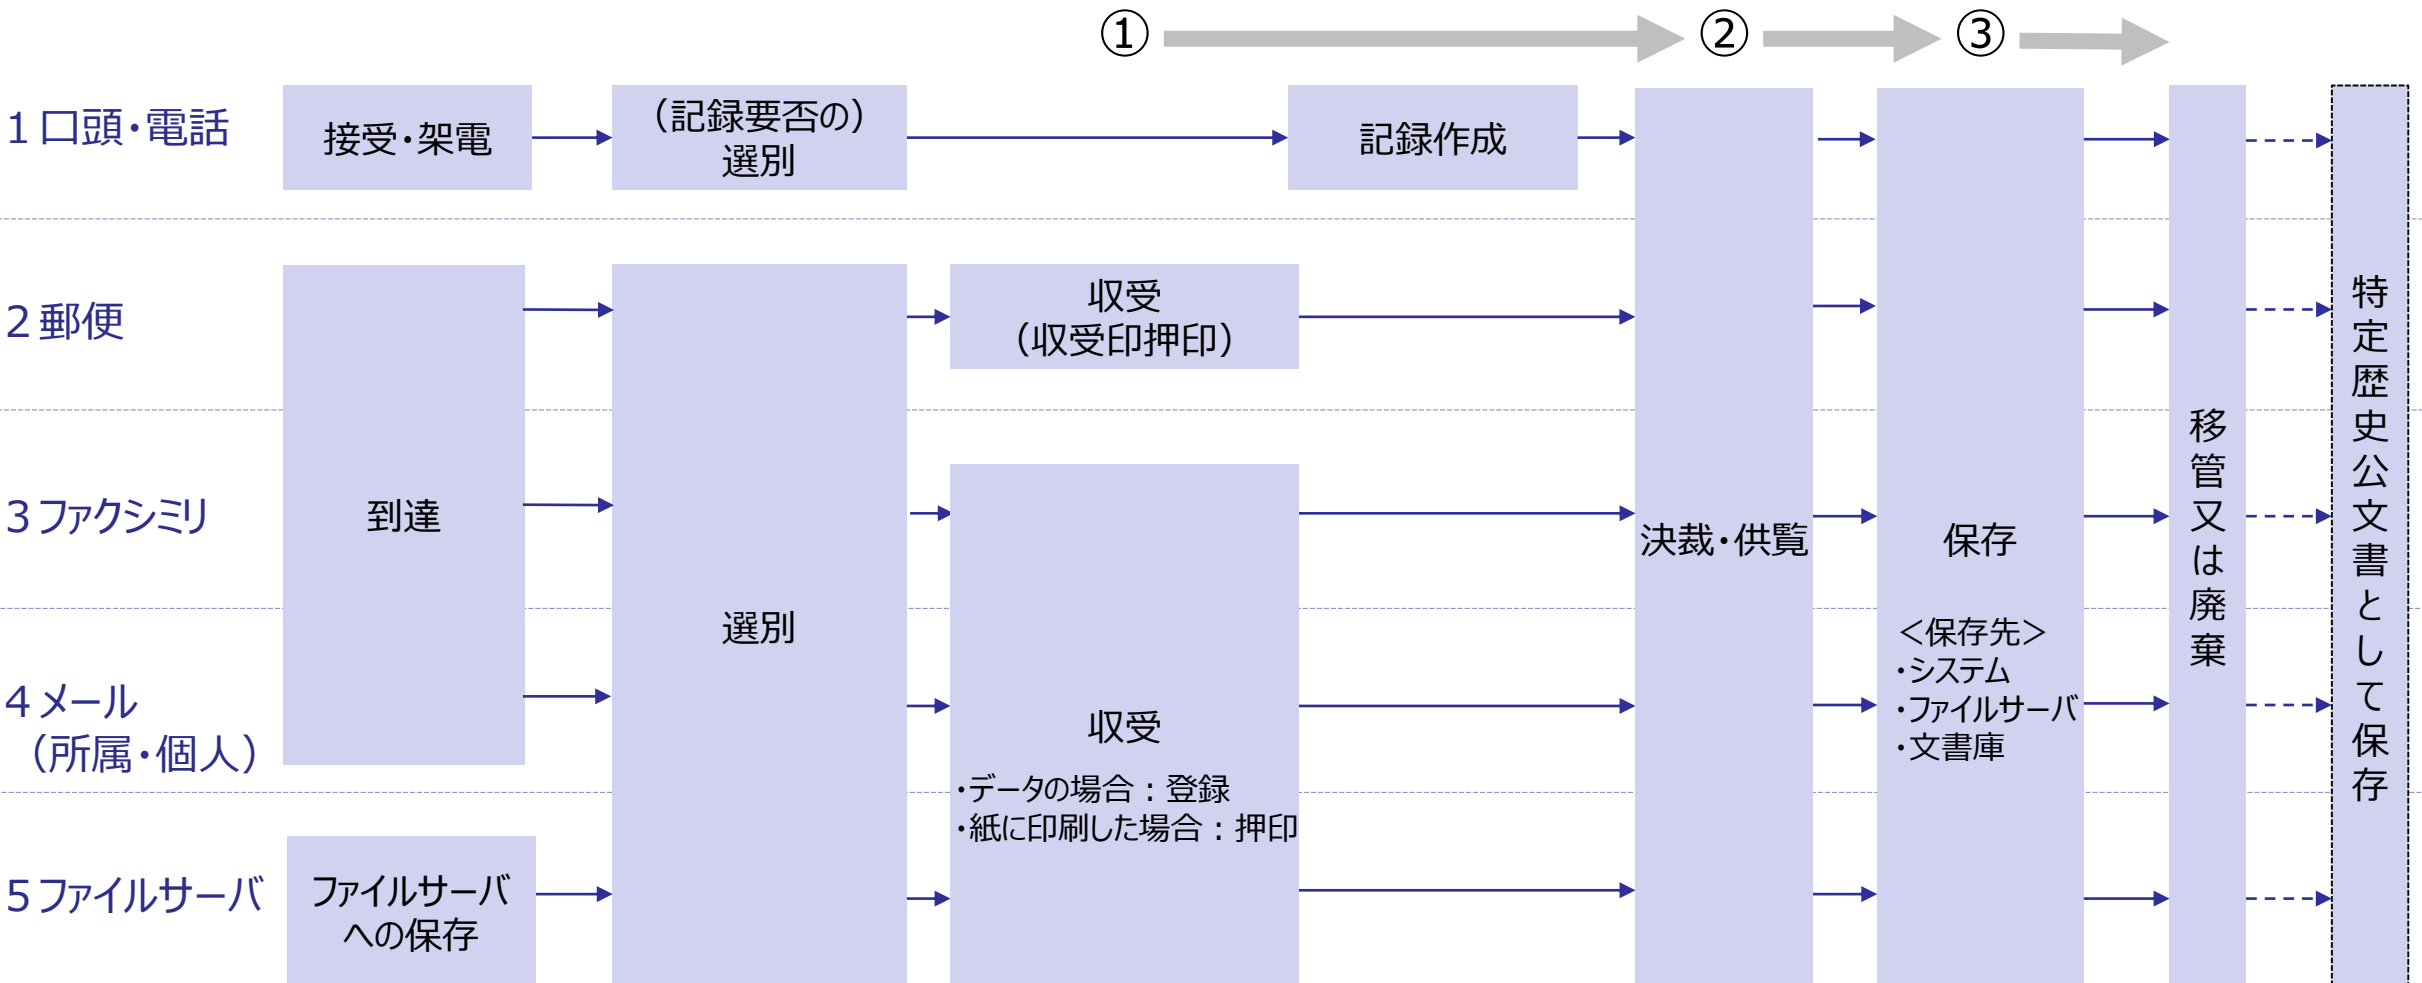 ①
②
③
1口頭・電話
接受・架電
（記録要否の）
選別
記録作成
2郵便
収受
（収受印押印）
3ファクシミリ
到達
4メール
（所属・個人）
選別
収受
・データの場合：登録
・紙に印刷した場合：押印
5ファイルサーバ
ファイルサーバ
への保存
決裁・供覧
保存
＜保存先＞
・システム
・ファイルサーバ
・文書庫
移管又は廃棄
特定歴史公文書として保存